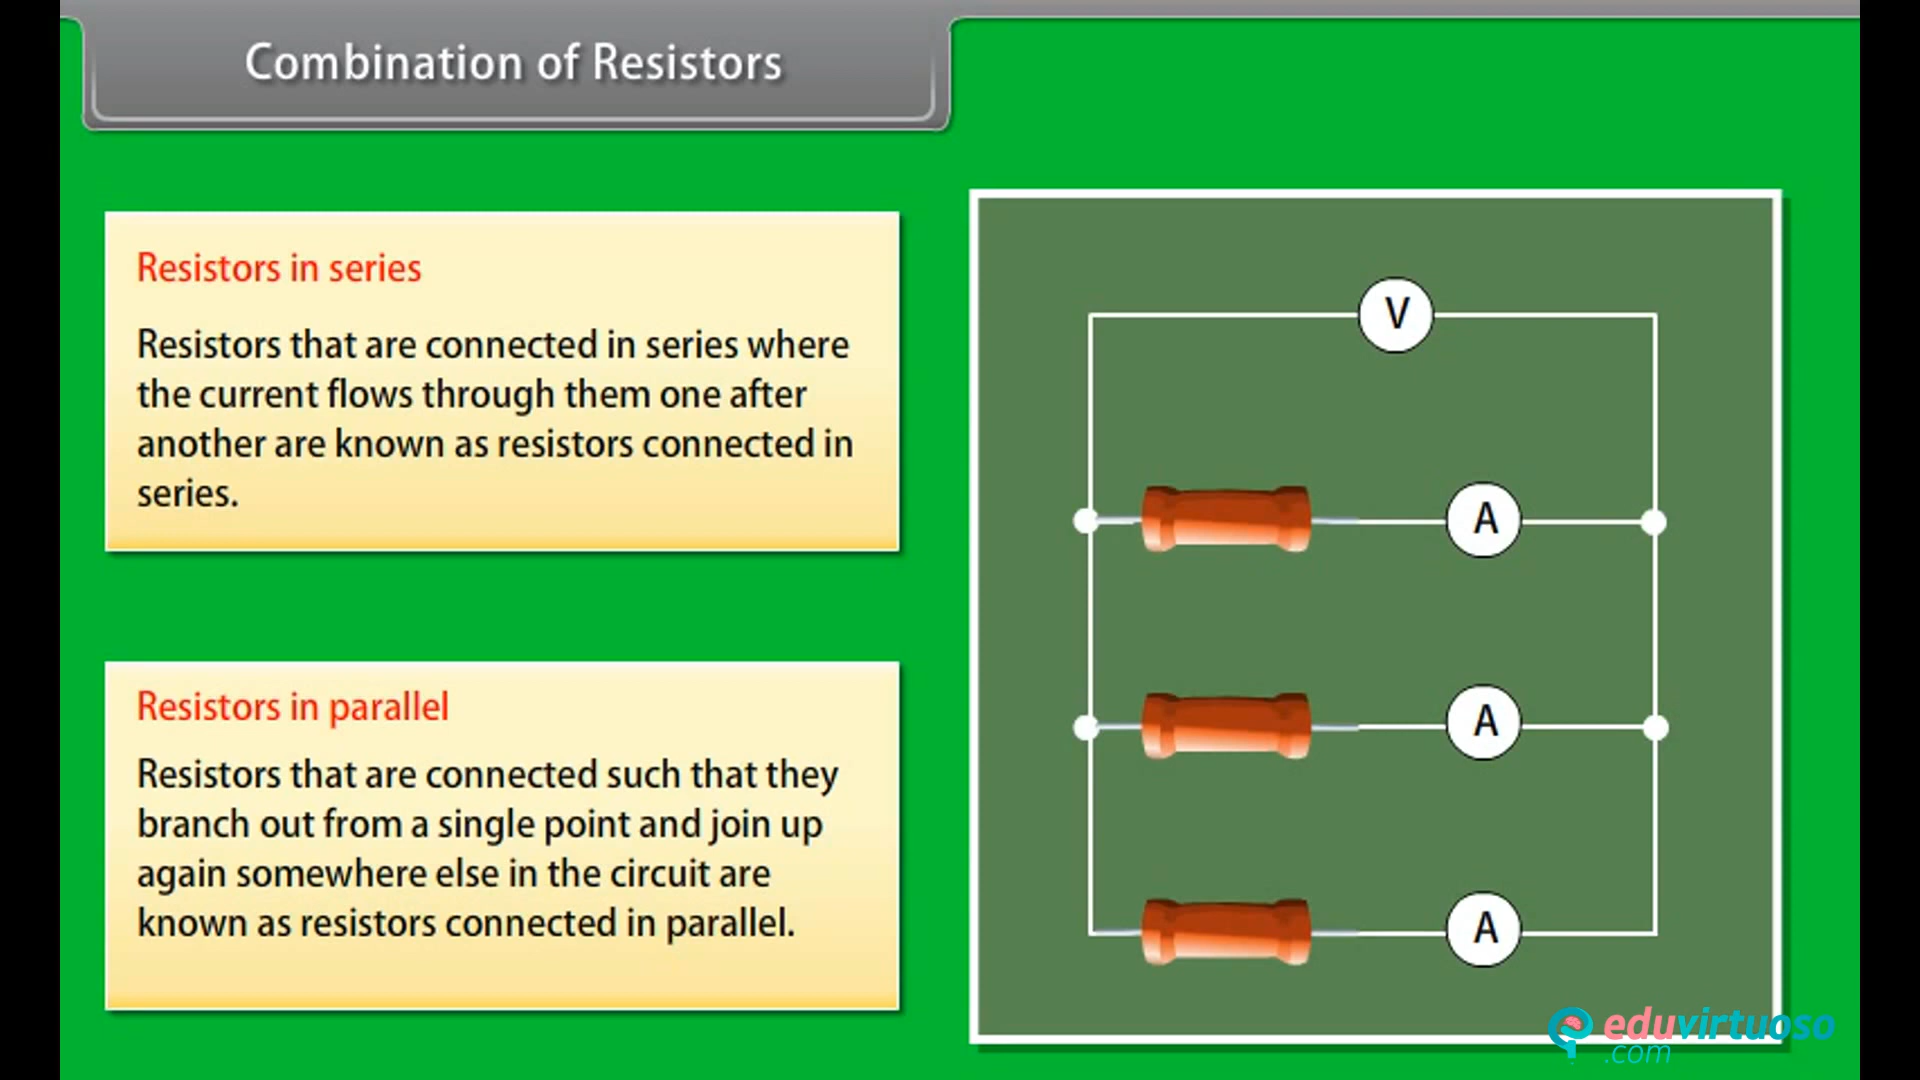 Combination of Resistors
Resistors in series
Resistors that are connected in series where
the current flows through them one after
another are known as resistors connected in
series.
Resistors in parallel
Resistors that are connected such that they
branch out from a single point and join up
again somewhere else in the circuit are
known as resistors connected in parallel.
V
A
A
A
eduvirtuoso
.com